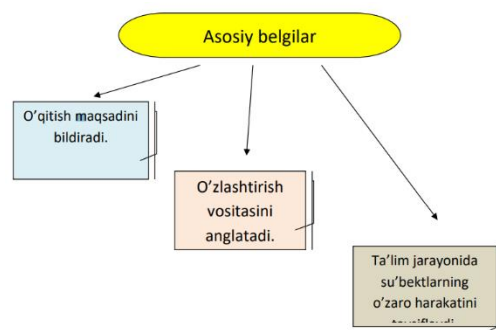 Asosiy belgilar
O’qitish maqsadini
bildiradi.
O’zlashtirish
vositasini
anglatadi.
Ta’lim jarayonida
su’bektlarning
o’zaro harakatini